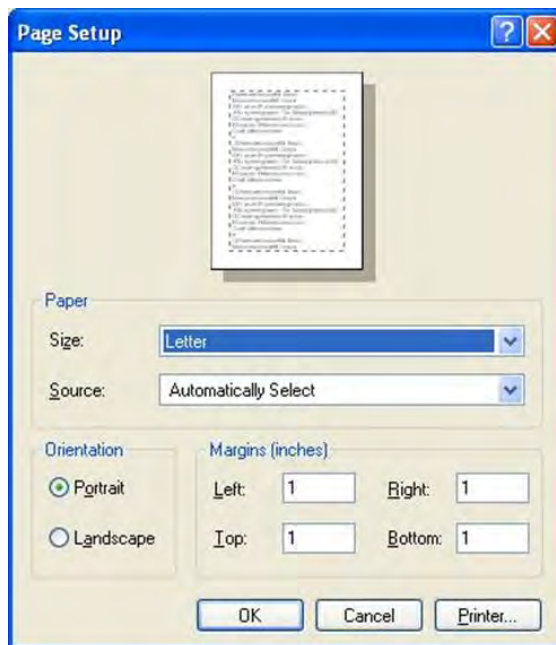 Page Setup
Paper
Size: Letter
Source: Automatically Select
Orientation
Portrait
Landscape
Margins (inches)
Left: 1 Right: 1
Top: 1 Bottom: 1
OK Cancel Printer...